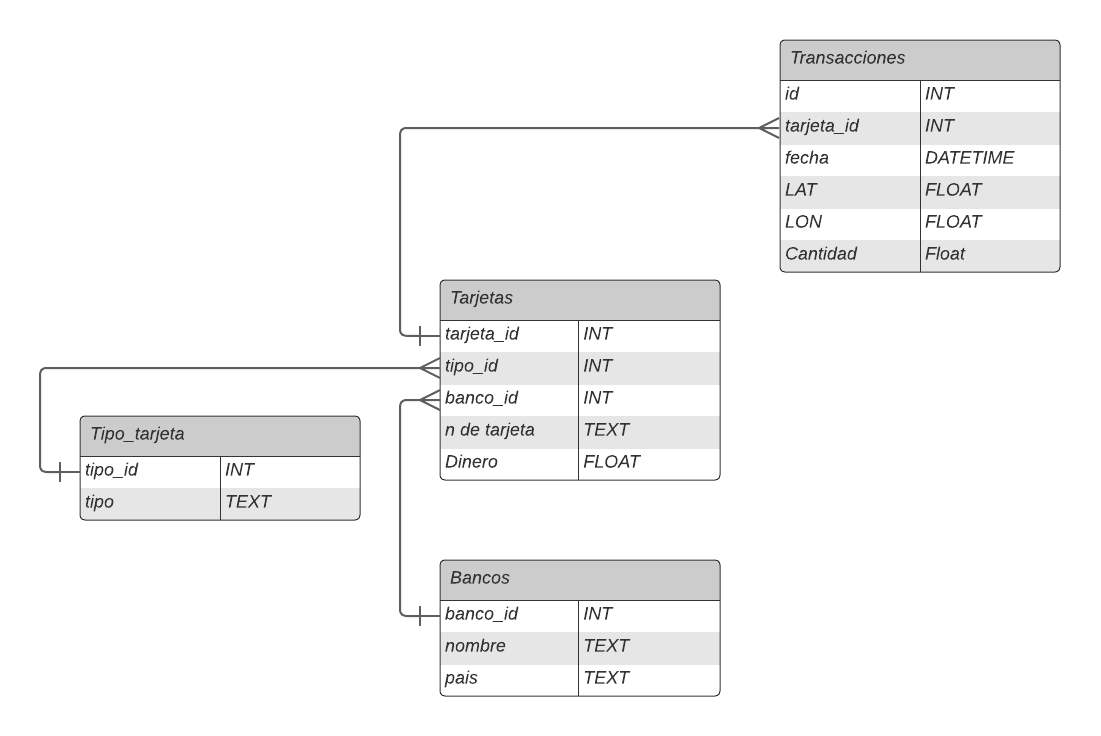 Transacciones
id INT
tarjeta_id INT
fecha DATETIME
LAT FLOAT
LON FLOAT
Cantidad Float
Tarjetas
tarjeta_id INT
tipo_id INT
banco_id INT
n de tarjeta TEXT
Dinero FLOAT
Tipo_tarjeta
tipo_id INT
tipo TEXT
Bancos
banco_id INT
nombre TEXT
pais TEXT